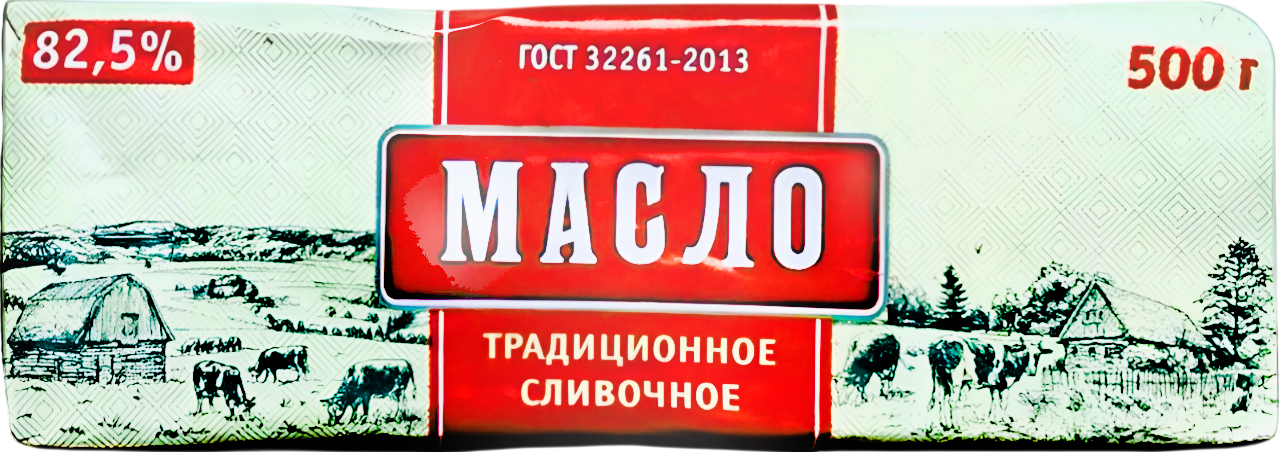 82,5%
ГОСТ 32261-2013
500 г
МАСЛО
ТРАДИЦИОННОЕ
СЛИВОЧНОЕ